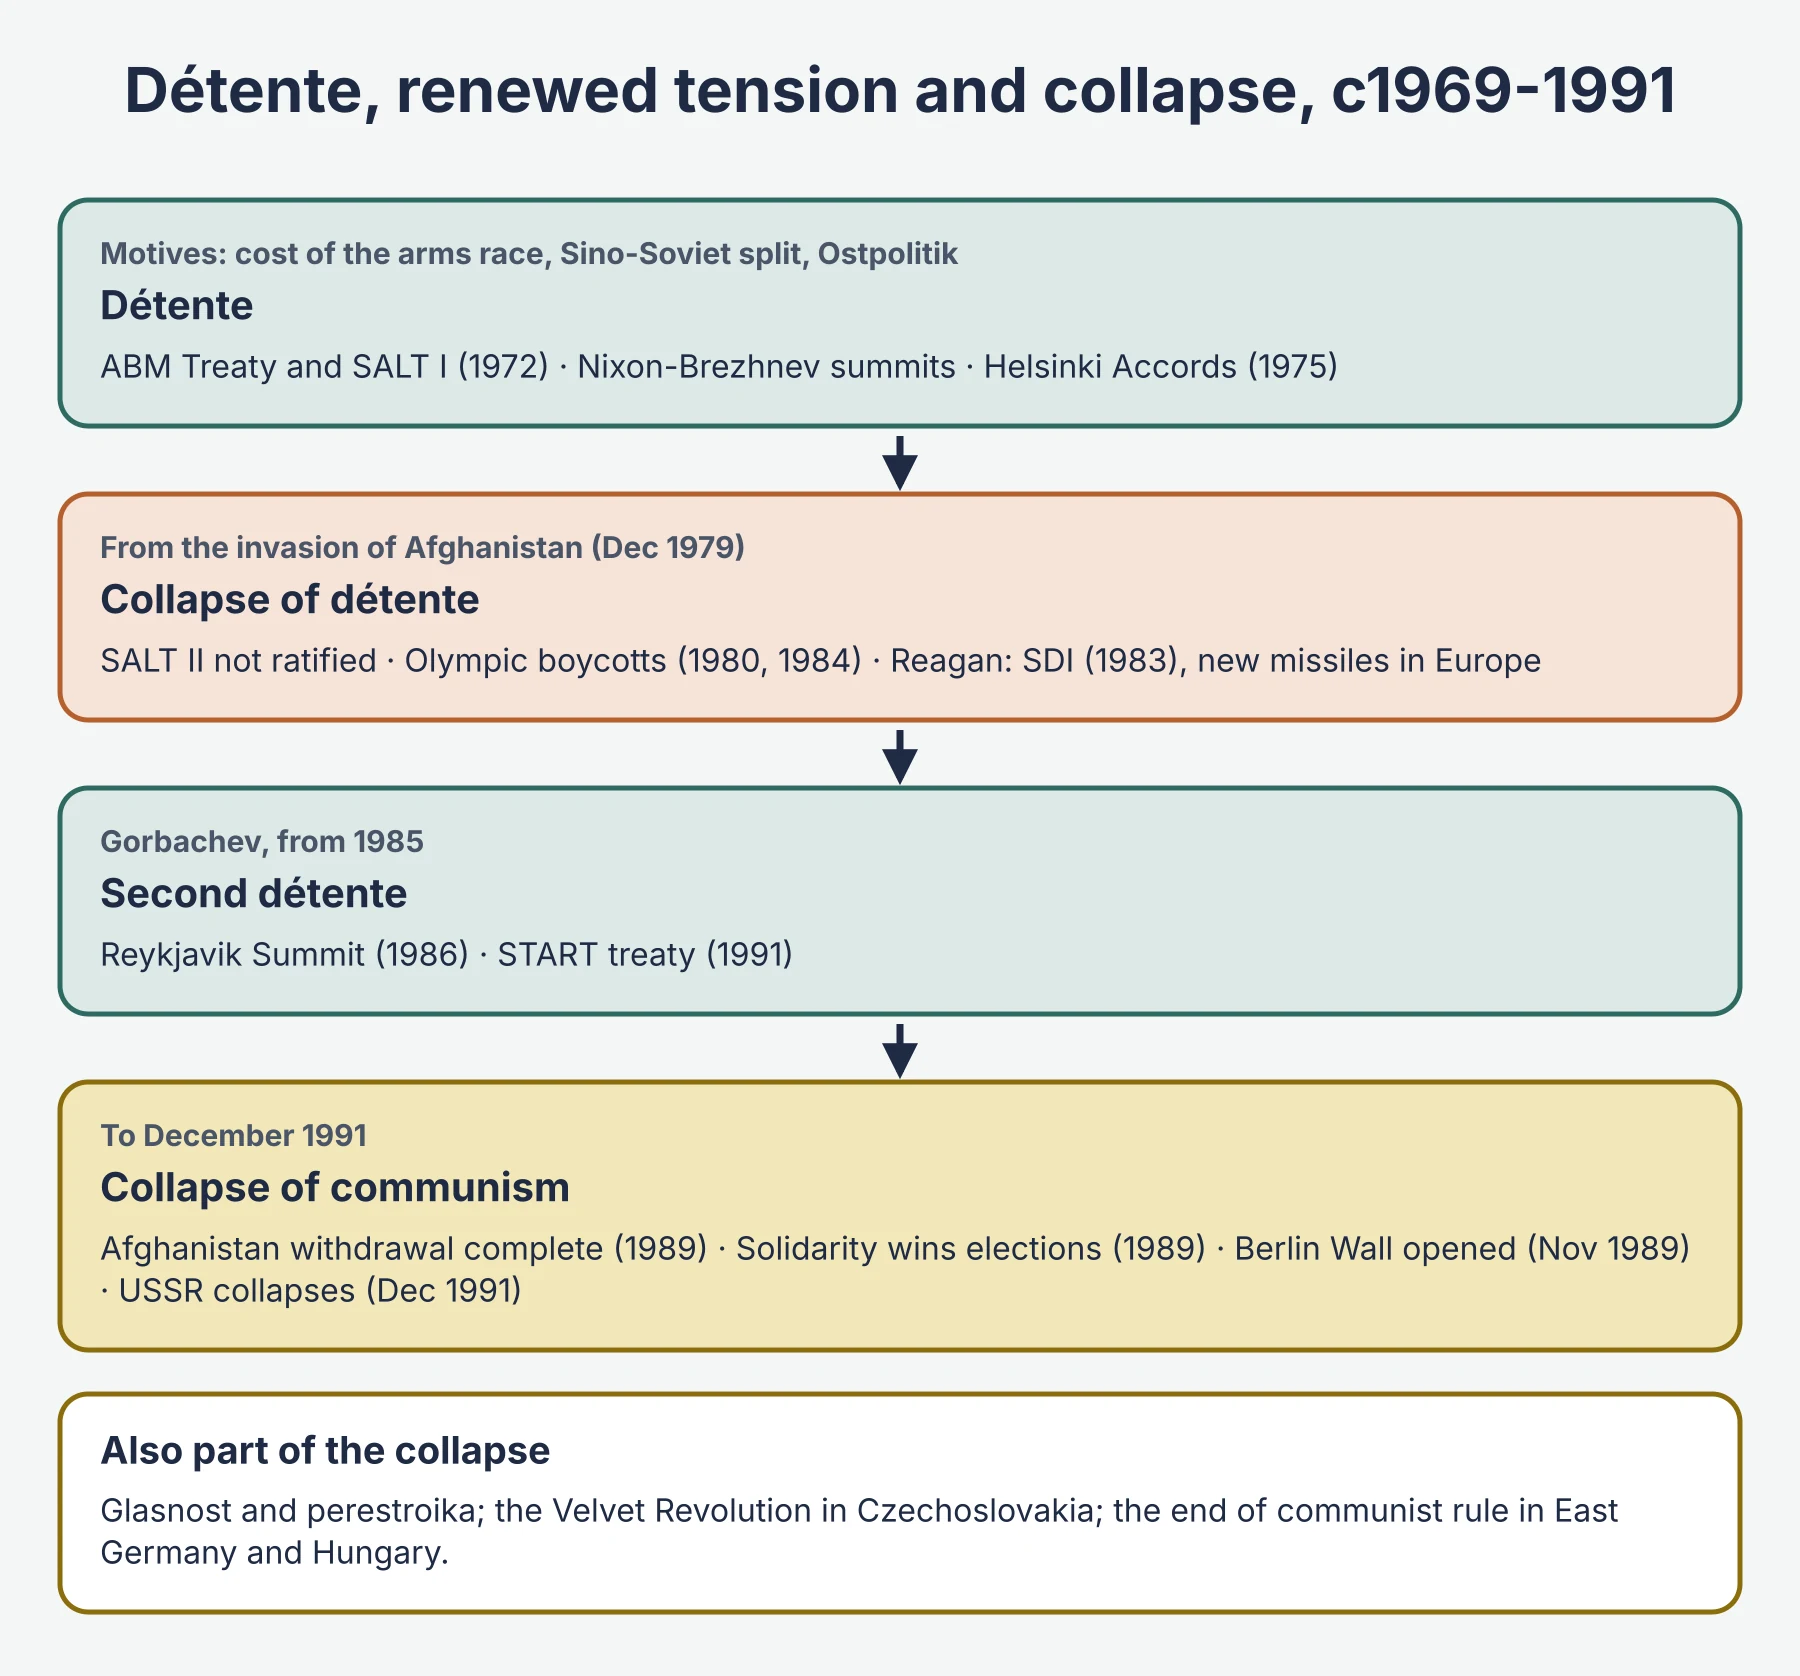 Détente, renewed tension and collapse, c1969-1991
Motives: cost of the arms race, Sino-Soviet split, Ostpolitik
Détente
ABM Treaty and SALT I (1972) · Nixon-Brezhnev summits · Helsinki Accords (1975)
From the invasion of Afghanistan (Dec 1979)
Collapse of détente
SALT II not ratified · Olympic boycotts (1980, 1984) · Reagan: SDI (1983), new missiles in Europe
Gorbachev, from 1985
Second détente
Reykjavik Summit (1986) · START treaty (1991)
To December 1991
Collapse of communism
Afghanistan withdrawal complete (1989) · Solidarity wins elections (1989) · Berlin Wall opened (Nov 1989)
· USSR collapses (Dec 1991)
Also part of the collapse
Glasnost and perestroika; the Velvet Revolution in Czechoslovakia; the end of communist rule in East
Germany and Hungary.